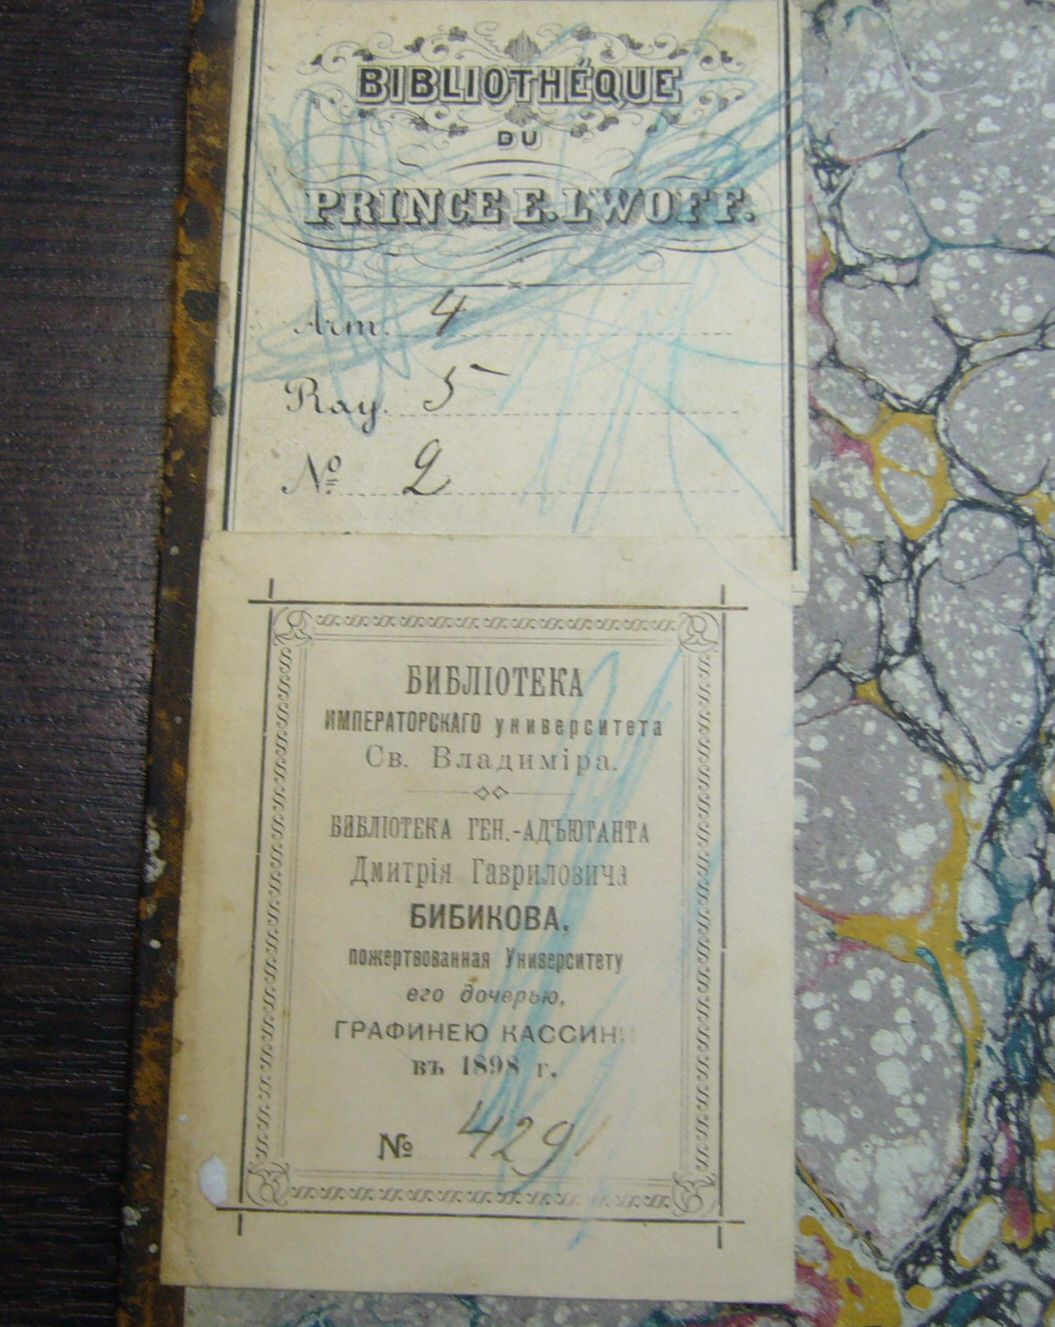 BIBLIOTHÉQUE
DU
PRINCE E. LWOFF.
Arm. 4
Ray. 5
№ 2
БИБЛІОТЕКА
ИМПЕРАТОРСКАГО университета
Св. Владиміра.
БИБЛІОТЕКА ГЕН.-АДЪЮТАНТА
Дмитрія Гавриловича
БИБИКОВА,
пожертвованная Университету
его дочерью,
ГРАФИНЕЮ КАССИНИ
въ 1898 г.
№ 429